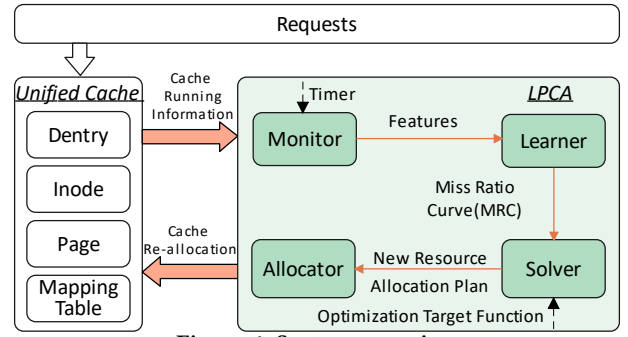 Requests
Unified Cache
Dentry
Inode
Page
Mapping
Table
Cache
Running
Information
Cache
Re-allocation
LPCA
Timer
Monitor
Features
Learner
Miss Ratio
Curve(MRC)
Allocator
New Resource
Allocation Plan
Solver
Optimization Target Function